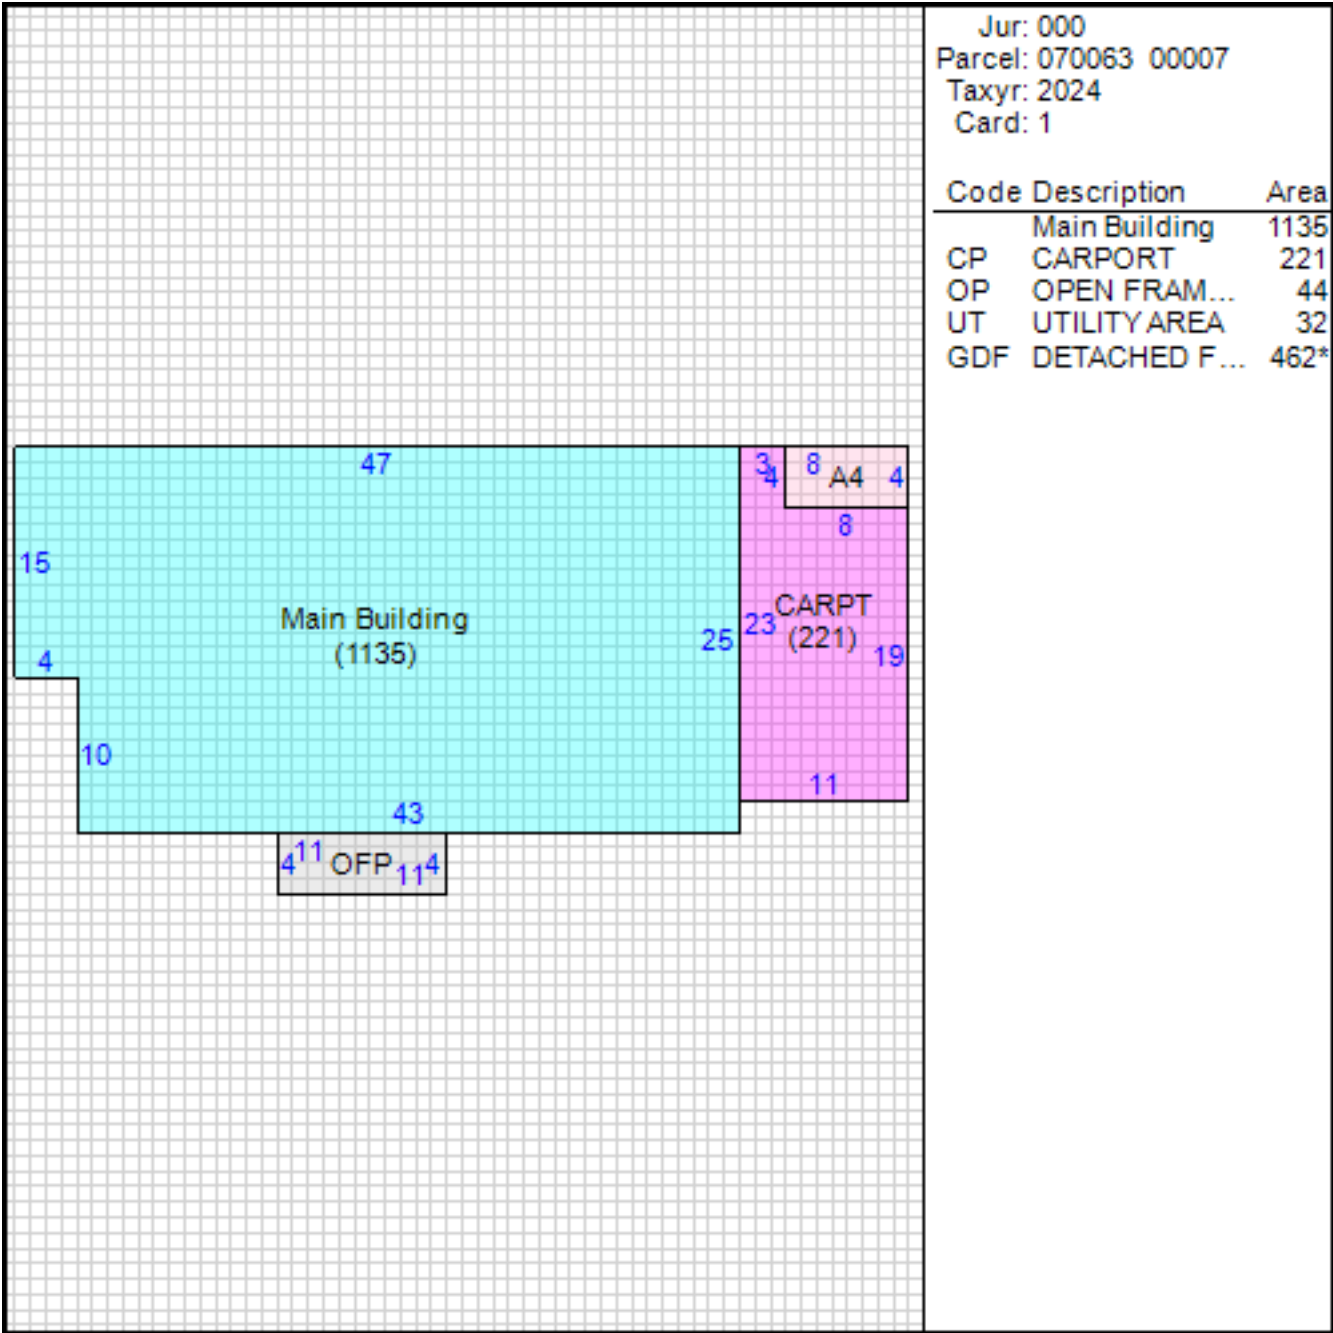 Jur: 000
Parcel: 070063 00007
Taxyr: 2024
Card: 1
Code Description Area
Main Building 1135
CP CARPORT 221
OP OPEN FRAM... 44
UT UTILITY AREA 32
GDF DETACHED F... 462*
47
3
4
8
A4
4
8
15
Main Building
(1135)
25
23
CARPT
(221)
19
4
10
11
43
4
11
OFP
11
4